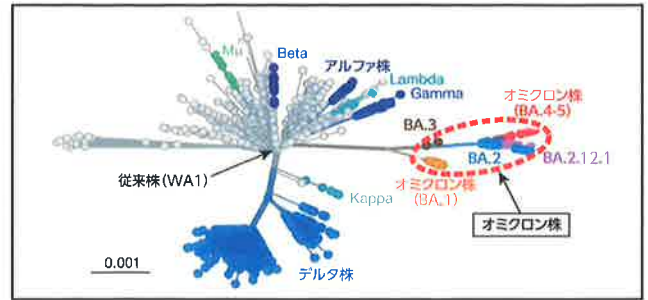 Mu
Beta
アルファ株
Lambda
Gamma
オミクロン株
(BA.4-5)
BA.3
BA.2
BA.2.12.1
従来株(WA1)
オミクロン株
(BA.1)
Kappa
オミクロン株
デルタ株
0.001